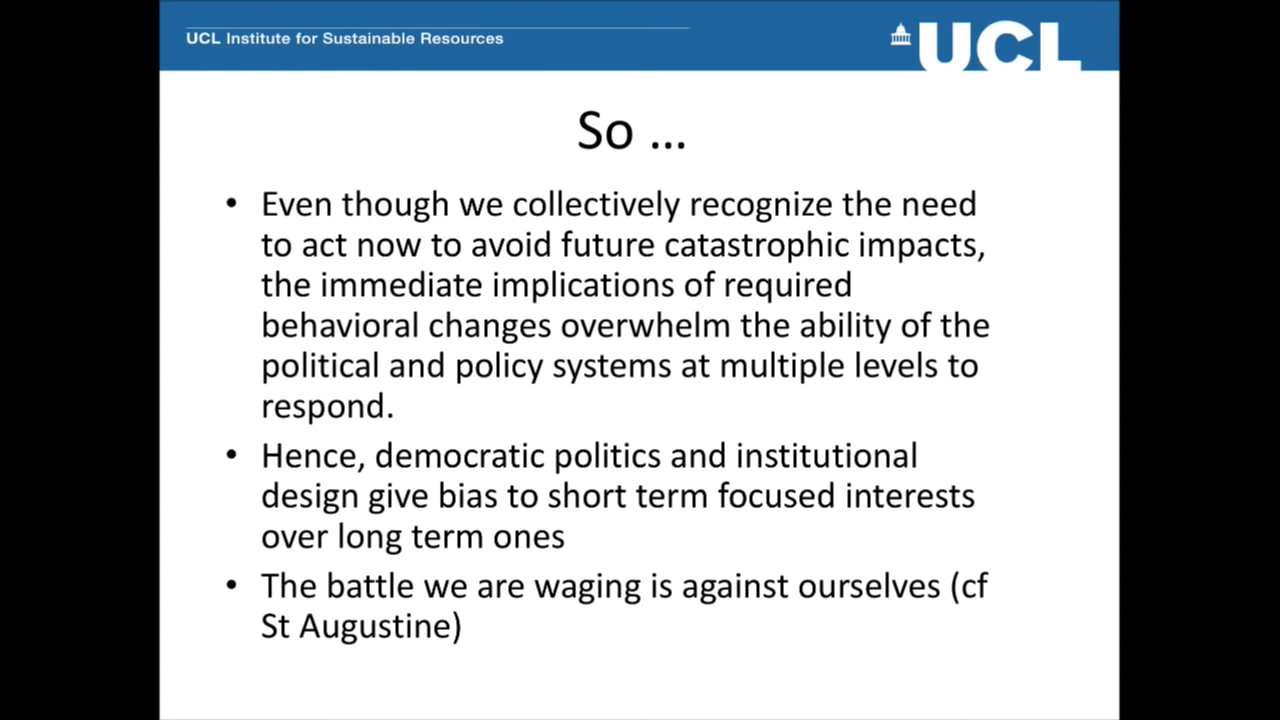 UCL Institute for Sustainable Resources
UCL
So ...
• Even though we collectively recognize the need
to act now to avoid future catastrophic impacts,
the immediate implications of required
behavioral changes overwhelm the ability of the
political and policy systems at multiple levels to
respond.
• Hence, democratic politics and institutional
design give bias to short term focused interests
over long term ones
• The battle we are waging is against ourselves (cf
St Augustine)